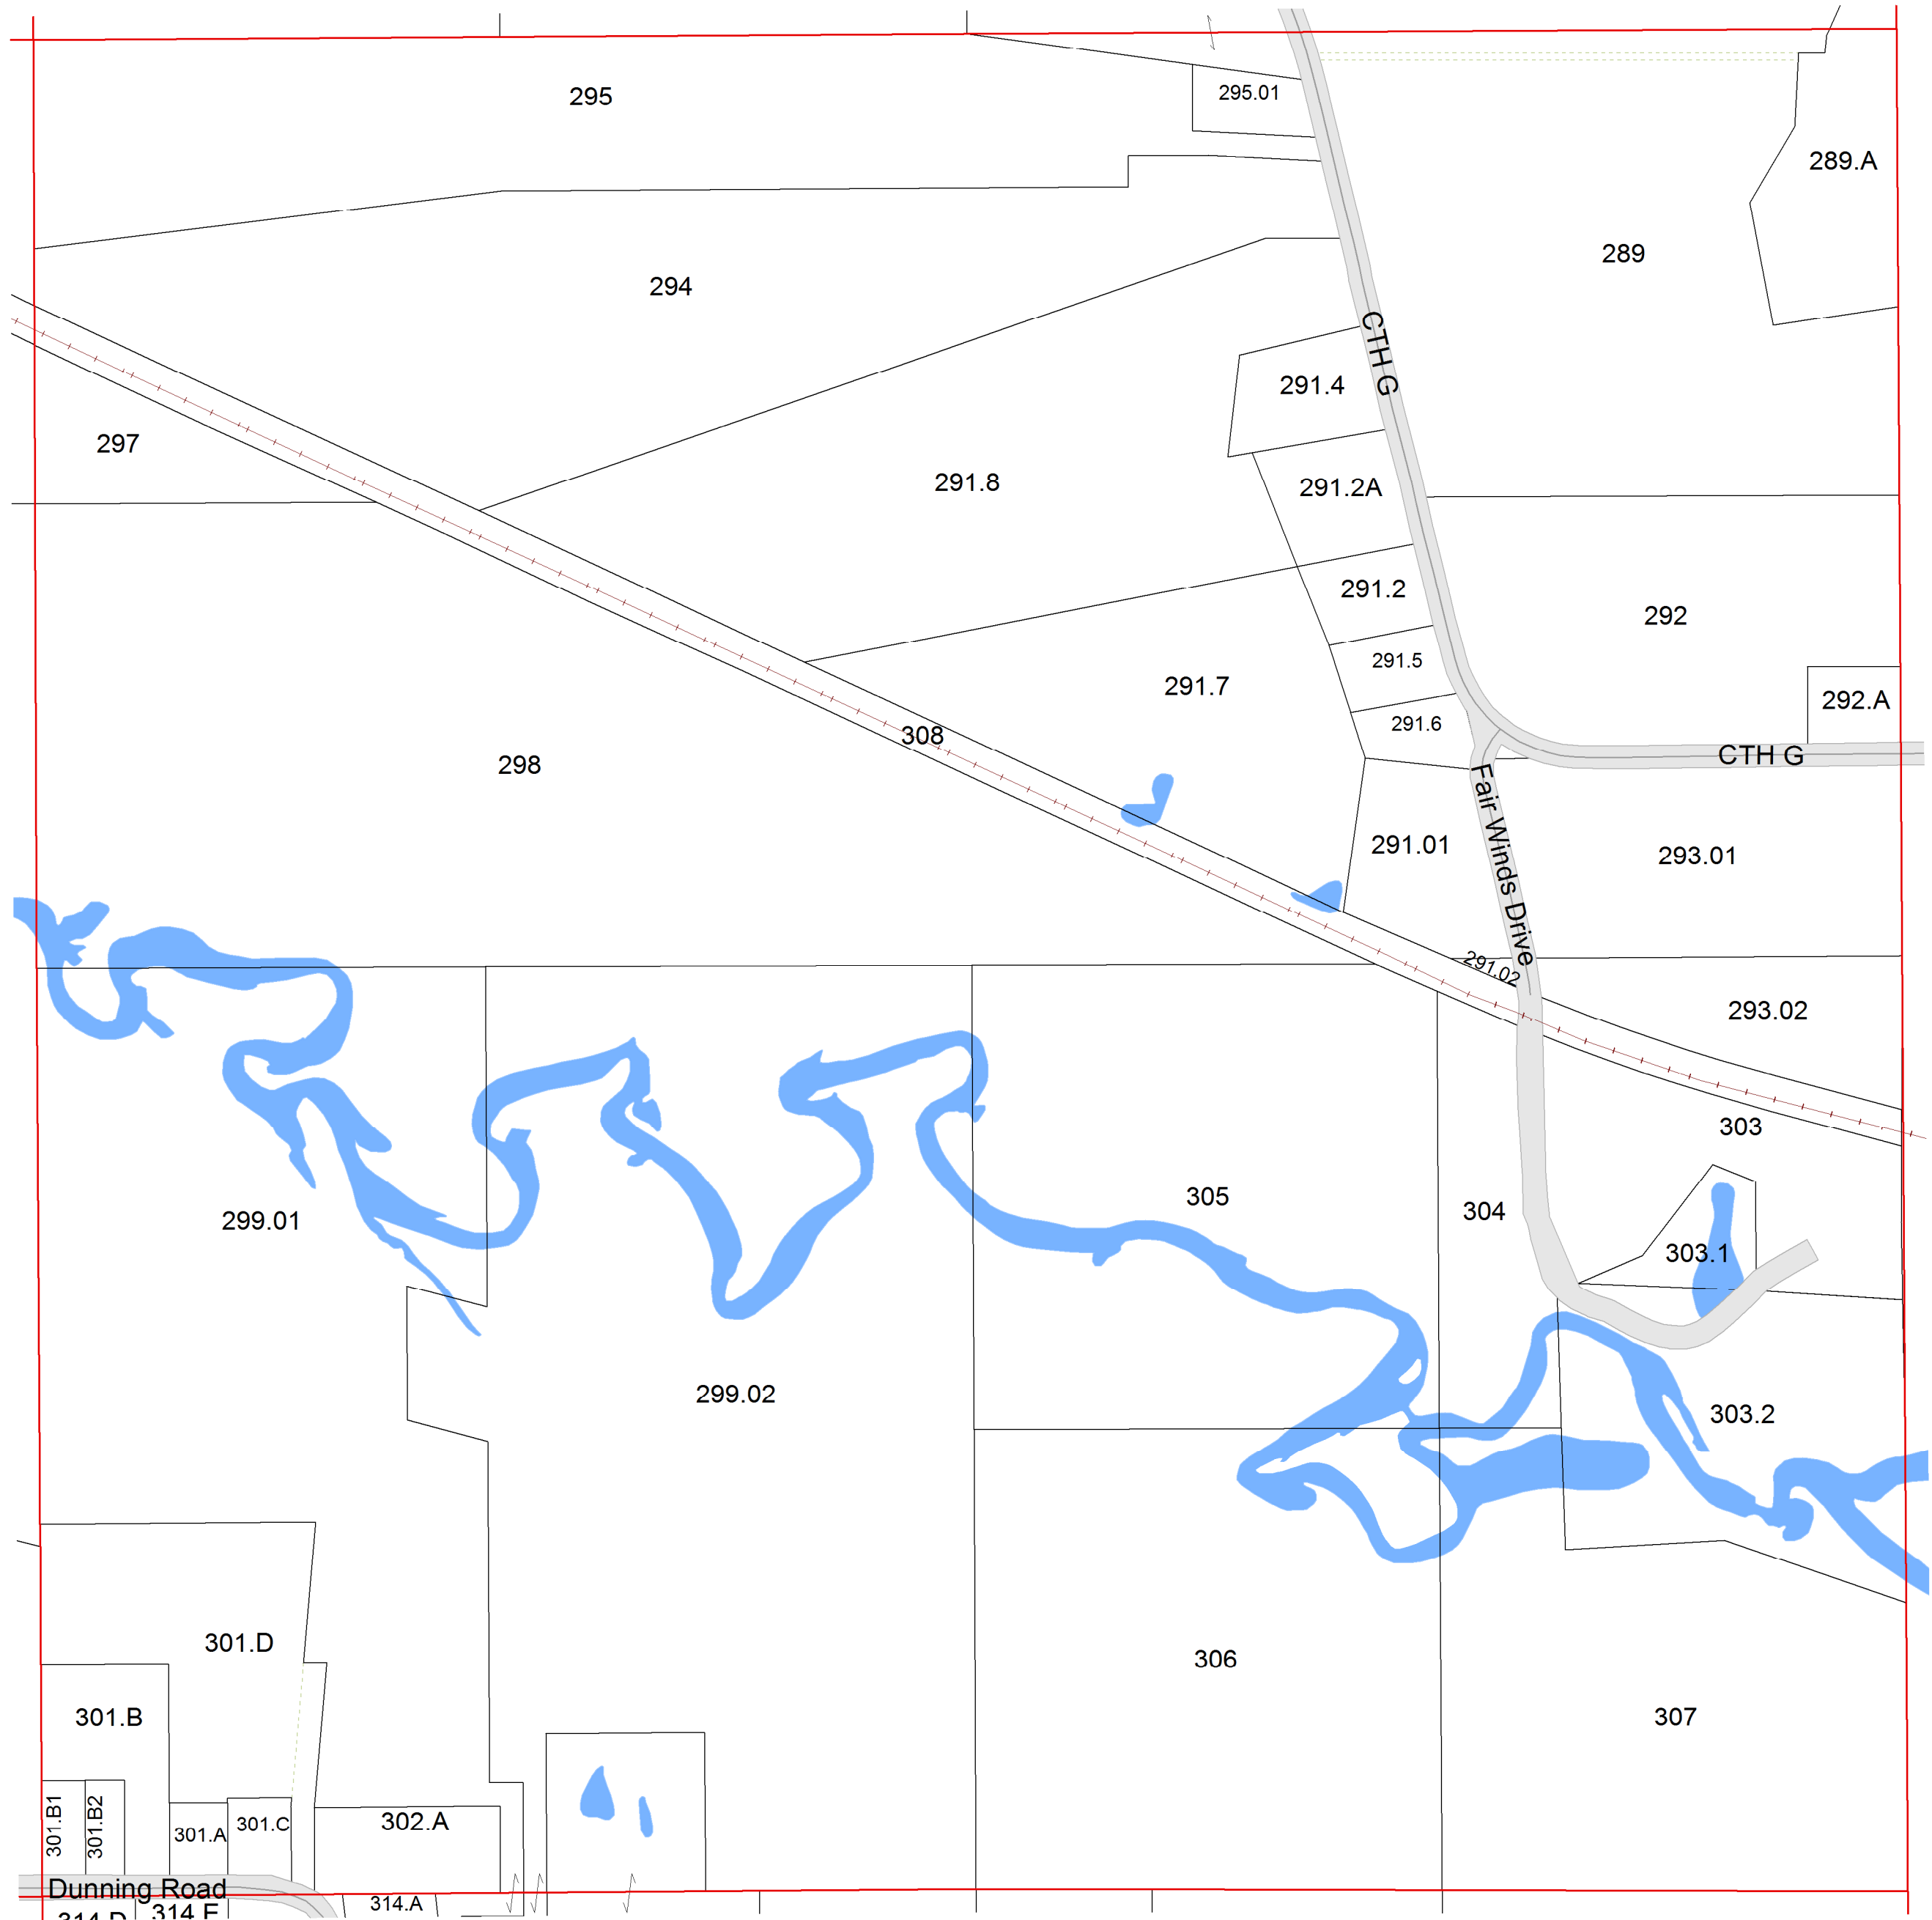 295
295.01
289.A
289
294
CTH G
291.4
297
291.8
291.2A
291.2
292
291.5
291.7
292.A
291.6
308
298
CTH G
Fair Winds Drive
291.01
293.01
291.02
293.02
303
305
304
299.01
303.1
299.02
303.2
301.D
306
301.B
307
301.B1
301.B2
301.A
301.C
302.A
Dunning Road
314.A
314.D
314.E